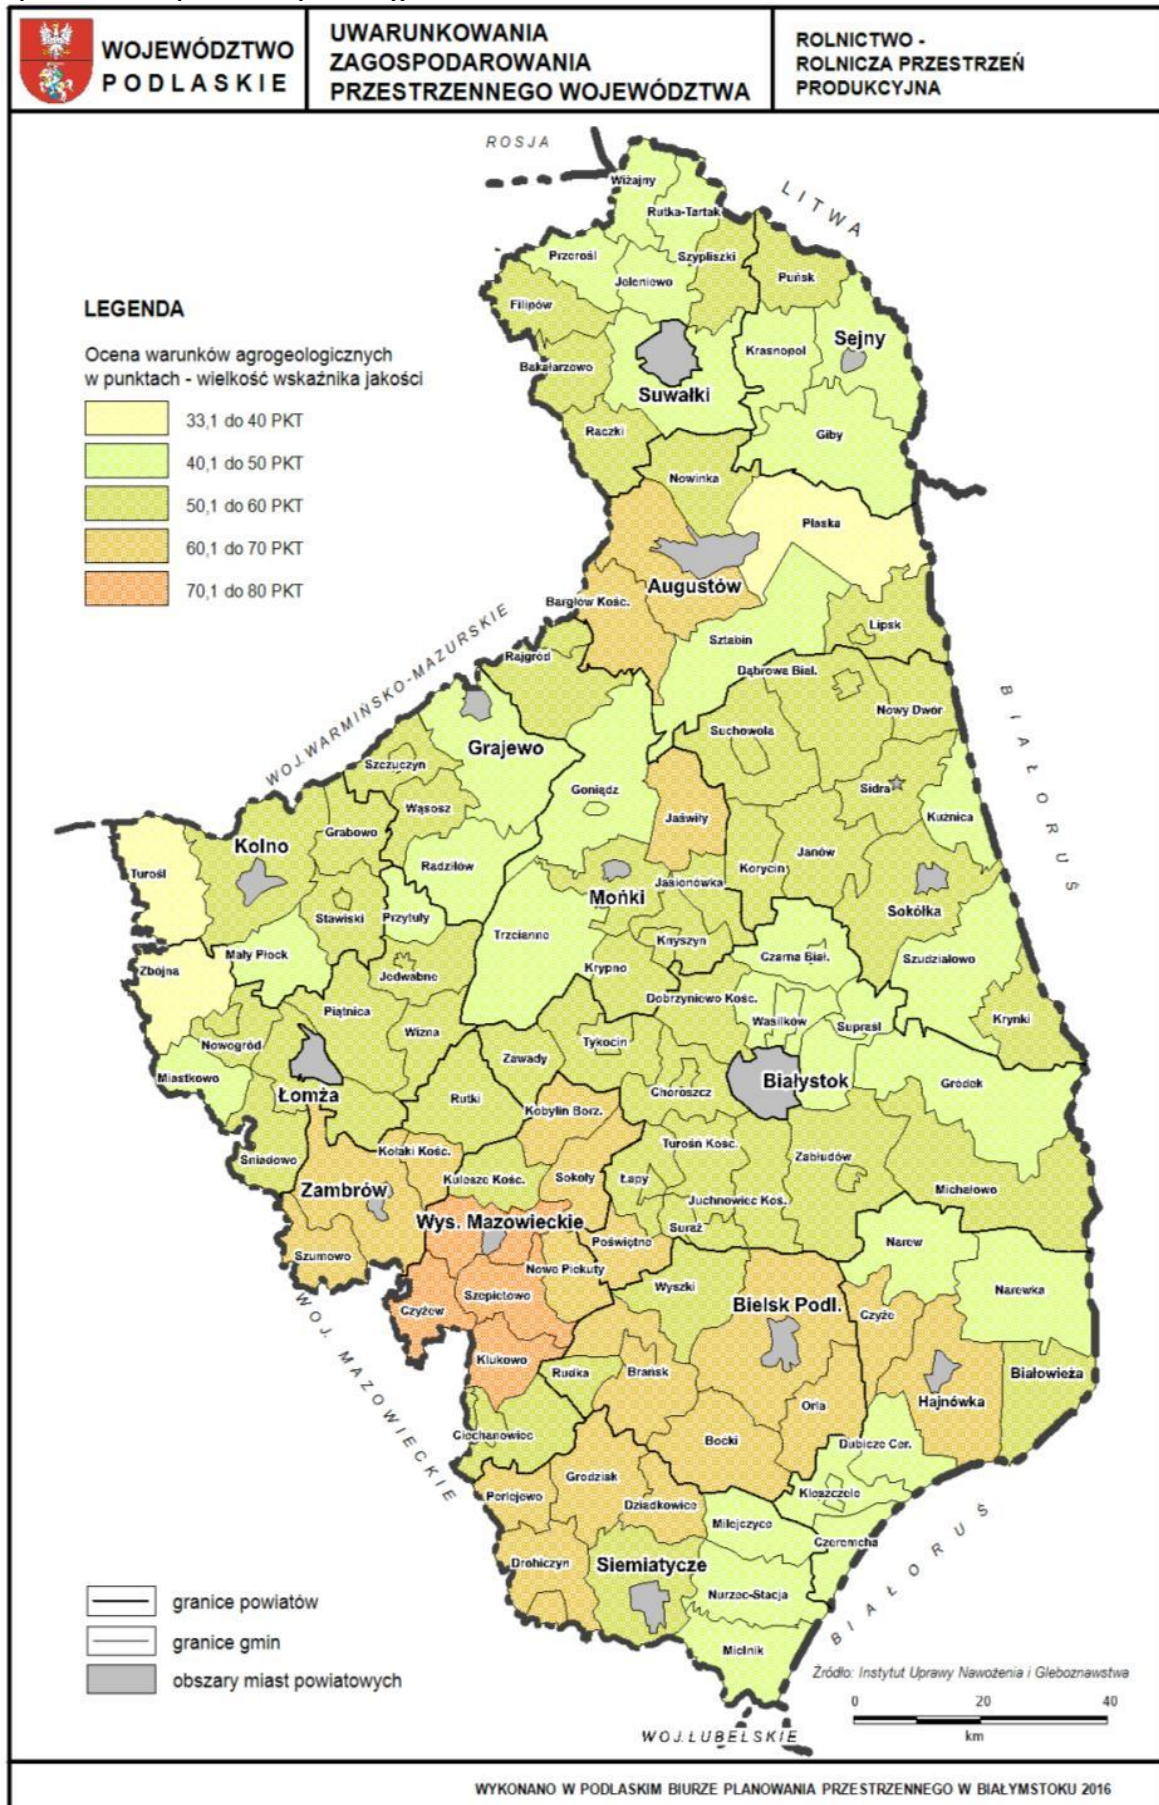 WOJEWÓDZTWO
PODLASKIE
UWARUNKOWANIA
ZAGOSPODAROWANIA
PRZESTRZENNEGO WOJEWÓDZTWA
ROLNICTWO -
ROLNICZA PRZESTRZEŃ
PRODUKCYJNA
ROSJA
LITWA
Wiżajny
Rutka-Tartak
Przerośl
Szypliszki
Jeleniewo
Puńsk
Filipów
LEGENDA
Ocena warunków agrogeologicznych
w punktach - wielkość wskaźnika jakości
33,1 do 40 PKT
40,1 do 50 PKT
50,1 do 60 PKT
60,1 do 70 PKT
70,1 do 80 PKT
Krasnopol
Sejny
Bakałarzewo
Suwałki
Raczki
Giby
Nowinka
Płaska
Augustów
Bargłów Kośc.
Lipsk
Sztabin
WOJ.WARMIŃSKO-MAZURSKIE
Rajgród
Dąbrowa Biał.
BIAŁORUŚ
Nowy Dwór
Suchowola
Grajewo
Szczuczyn
Goniądz
Sidra
Wąsosz
Kuźnica
Jaświły
Grabowo
Kolno
Janów
Turośl
Radziłów
Korycin
Jasionówka
Mońki
Sokółka
Stawiski
Przytuły
Trzcianne
Knyszyn
Mały Płock
Czarna Biał.
Szudziałowo
Zbójna
Jedwabne
Krypno
Dobrzyniewo Kośc.
Piątnica
Wasilków
Supraśl
Krynki
Wizna
Nowogród
Tykocin
Zawady
Miastkowo
Łomża
Choroszcz
Białystok
Gródek
Rutki
Kobylin Borz.
Turośń Kośc.
Kołaki Kośc.
Zabłudów
Śniadowo
Kulesze Kośc.
Sokoły
Łapy
Zambrów
Michałowo
Juchnowiec Koś.
Wys. Mazowieckie
Suraż
Poświętne
Narew
Szumowo
Nowe Piekuty
Wyszki
Narewka
Szepietowo
Bielsk Podl.
Czyżew
Czyże
WOJ. MAZOWIECKIE
Klukowo
Rudka
Brańsk
Białowieża
Hajnówka
Orla
Ciechanowiec
Boćki
Dubicze Cer.
Grodzisk
Perlejewo
Kleszczele
Dziadkowice
Milejczyce
Czeremcha
BIAŁORUŚ
Drohiczyn
Siemiatycze
Nurzec-Stacja
Mielnik
granice powiatów
granice gmin
obszary miast powiatowych
Źródło: Instytut Uprawy Nawożenia i Gleboznawstwa
0 20 40
km
WOJ.LUBELSKIE
WYKONANO W PODLASKIM BIURZE PLANOWANIA PRZESTRZENNEGO W BIAŁYMSTOKU 2016